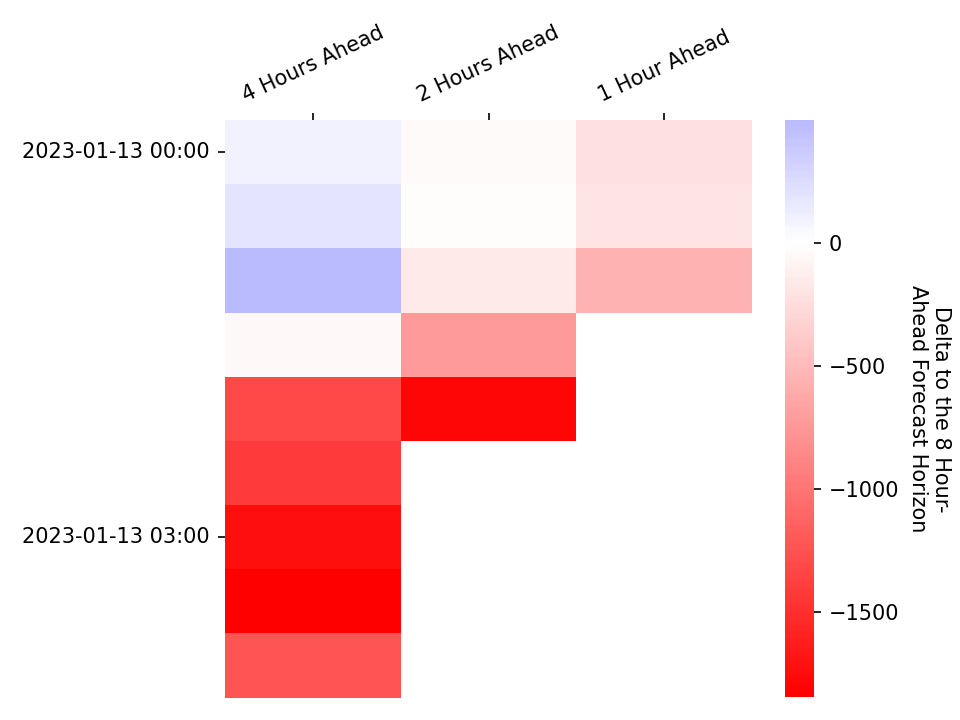 4 Hours Ahead
2 Hours Ahead
1 Hour Ahead
2023-01-13 00:00
2023-01-13 03:00
0
−500
−1000
−1500
Delta to the 8 Hour-
Ahead Forecast Horizon